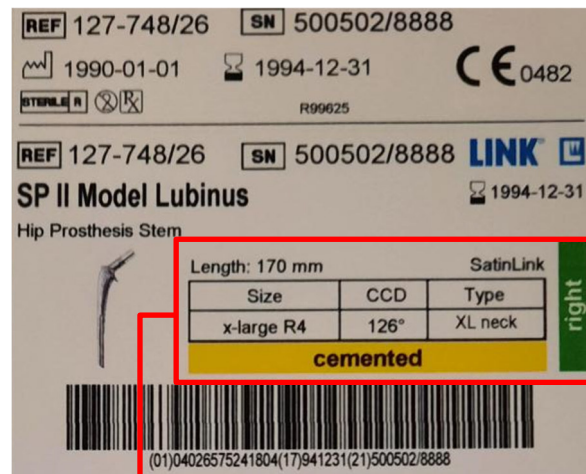 REF 127-748/26 SN 500502/8888
1990-01-01 1994-12-31 CE 0482
STERILE R 2 Rx R99625
REF 127-748/26 SN 500502/8888 LINK
SP II Model Lubinus 1994-12-31
Hip Prosthesis Stem
Length: 170 mm SatinLink
Size CCD Type
x-large R4 126° XL neck
cemented
right
(01)04026575241804(17)941231(21)500502/8888